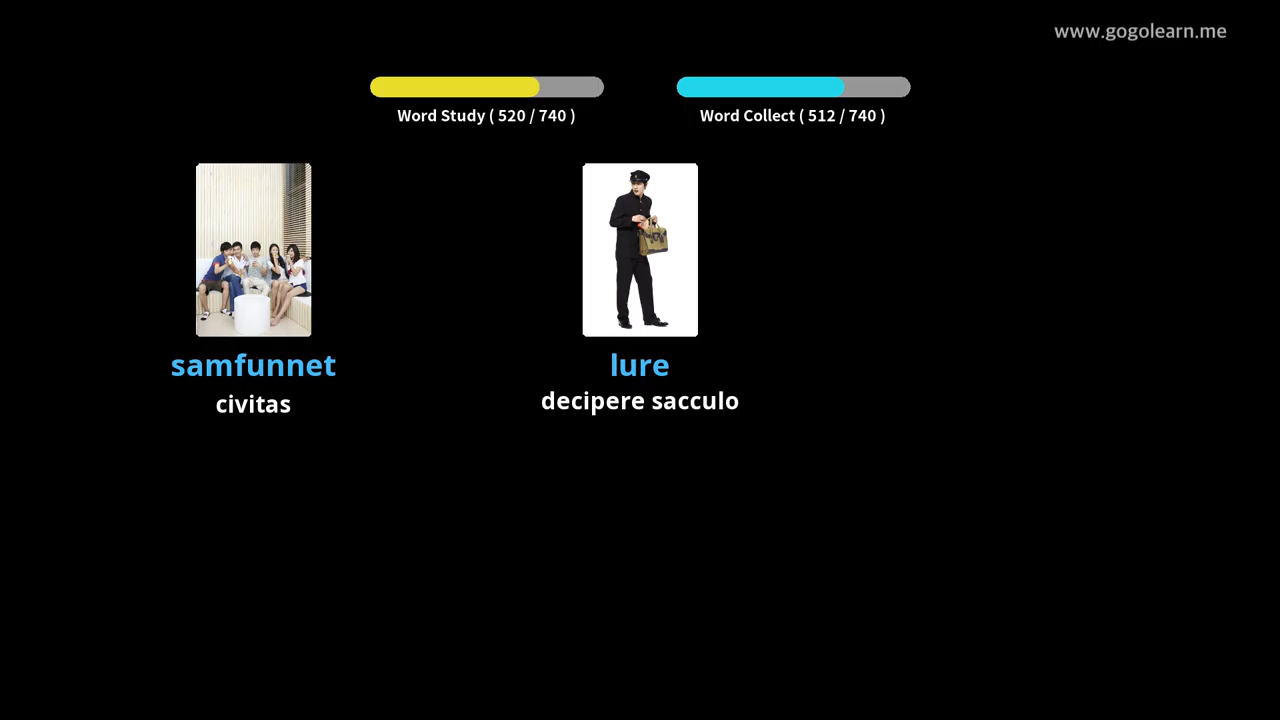 www.gogolearn.me
Word Study ( 520 / 740 )
Word Collect ( 512 / 740 )
samfunnet
civitas
lure
decipere sacculo